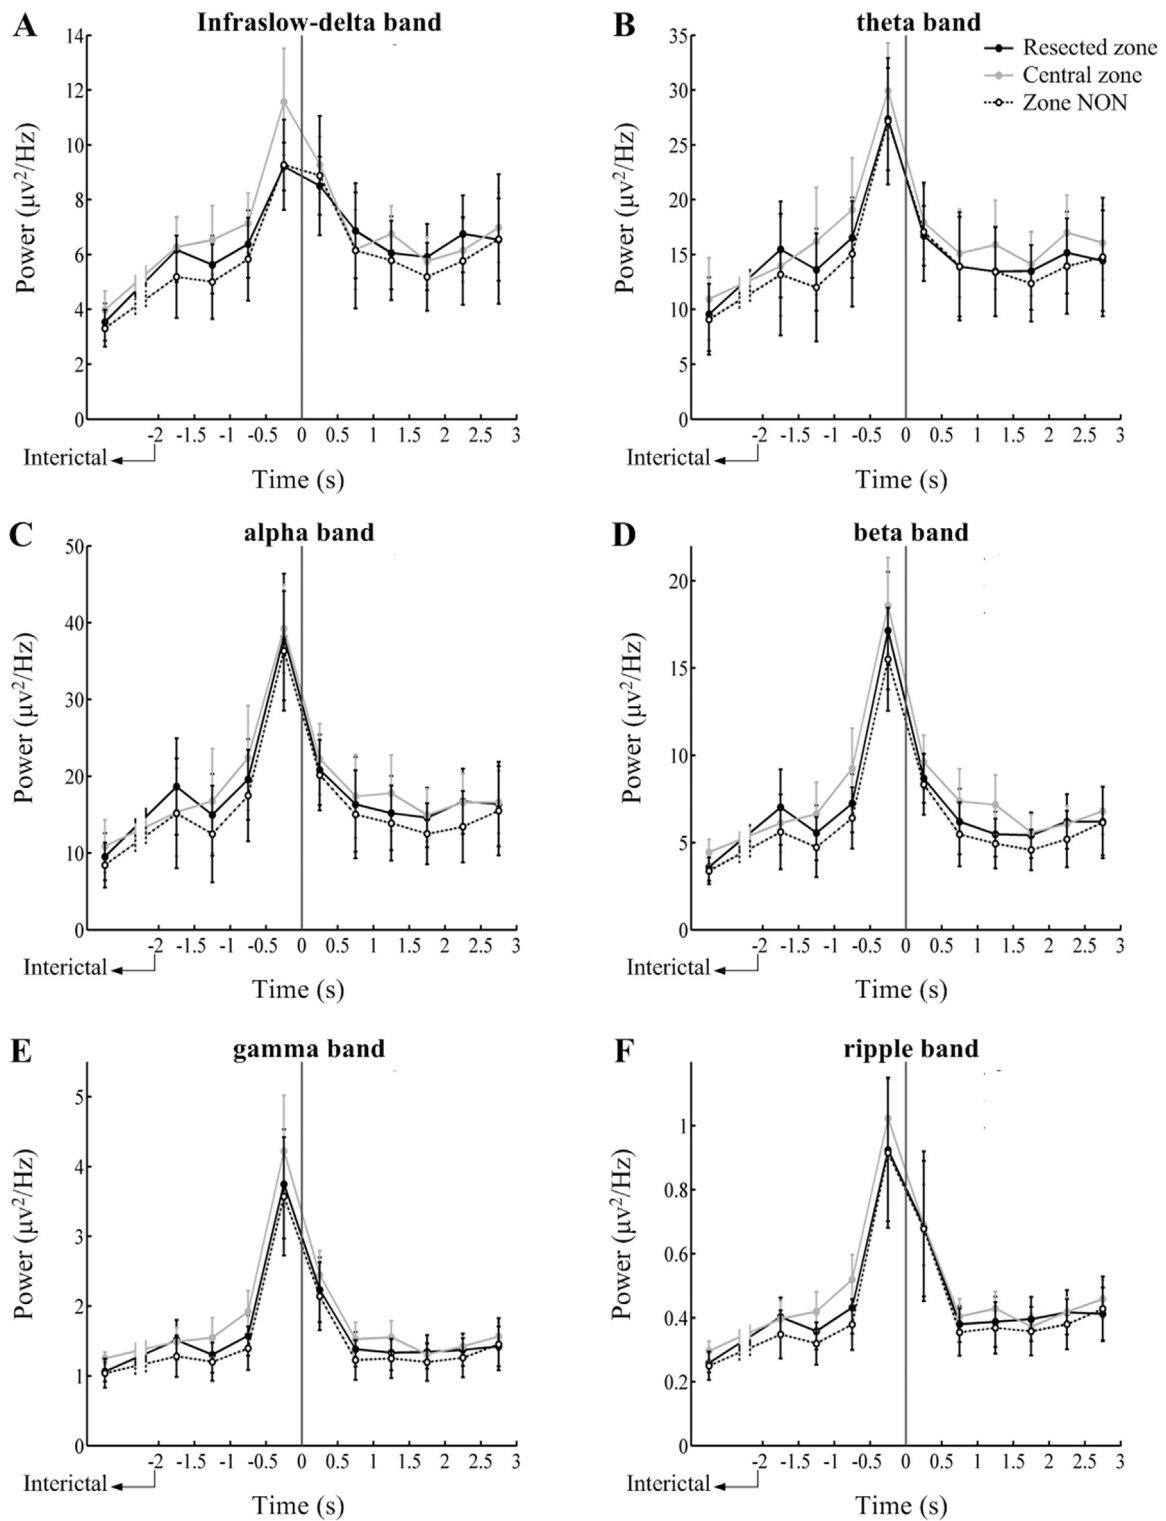 A Infraslow-delta band
14
12
10
8
6
4
2
0
Power (μv²/Hz)
-2 -1.5 -1 -0.5 0 0.5 1 1.5 2 2.5 3
Interictal
Time (s)
B theta band
Resected zone
Central zone
Zone NON
35
30
25
20
15
10
5
0
Power (μv²/Hz)
-2 -1.5 -1 -0.5 0 0.5 1 1.5 2 2.5 3
Interictal
Time (s)
C alpha band
50
40
30
20
10
0
Power (μv²/Hz)
-2 -1.5 -1 -0.5 0 0.5 1 1.5 2 2.5 3
Interictal
Time (s)
D beta band
20
15
10
5
0
Power (μv²/Hz)
-2 -1.5 -1 -0.5 0 0.5 1 1.5 2 2.5 3
Interictal
Time (s)
E gamma band
5
4
3
2
1
0
Power (μv²/Hz)
-2 -1.5 -1 -0.5 0 0.5 1 1.5 2 2.5 3
Interictal
Time (s)
F ripple band
1
0.8
0.6
0.4
0.2
0
Power (μv²/Hz)
-2 -1.5 -1 -0.5 0 0.5 1 1.5 2 2.5 3
Interictal
Time (s)